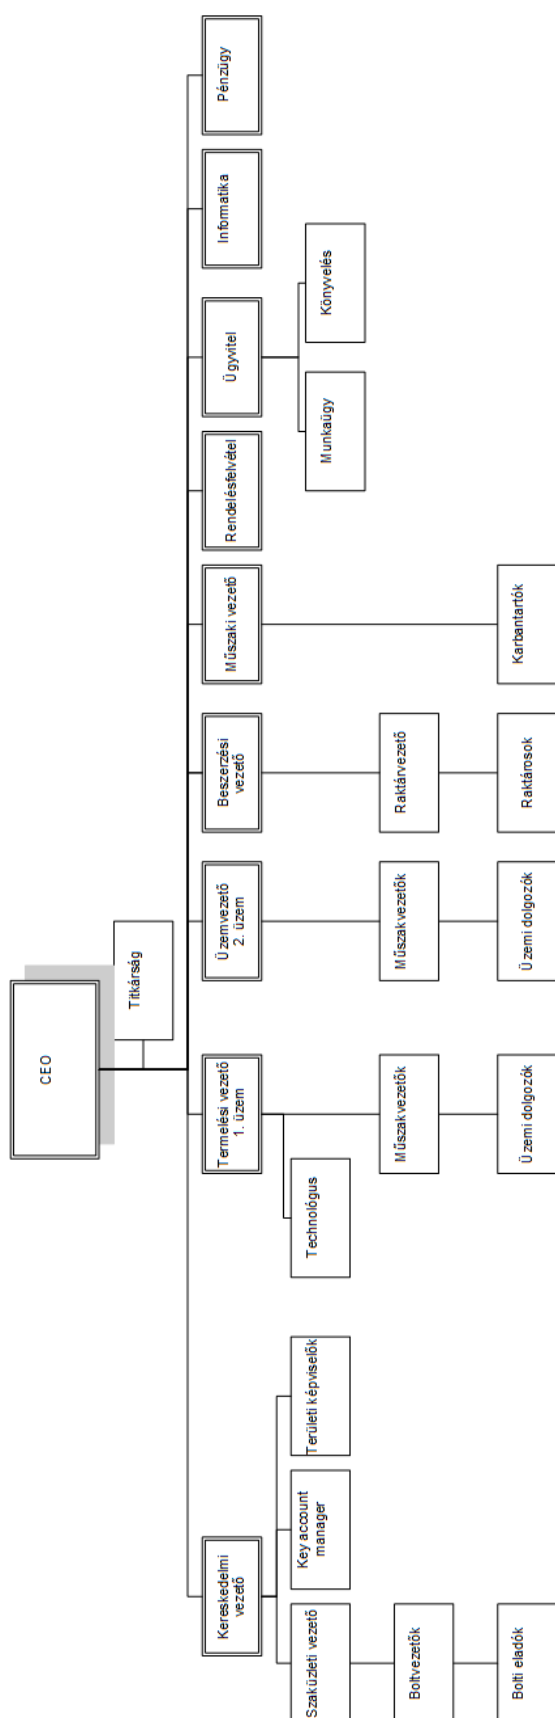 CEO
Titkárság
Kereskedelmi
vezető
Termelési vezető
1. üzem
Üzemvezető
2. üzem
Beszerzési
vezető
Műszaki vezető
Rendelésfelvétel
Ügyvitel
Informatika
Pénzügy
Szaküzleti vezető
Key account
manager
Területi képviselők
Technológus
Munkaügy
Könyvelés
Boltvezetők
Műszakvezetők
Műszakvezetők
Raktárvezető
Bolti eladók
Üzemi dolgozók
Üzemi dolgozók
Raktárosok
Karbantartók